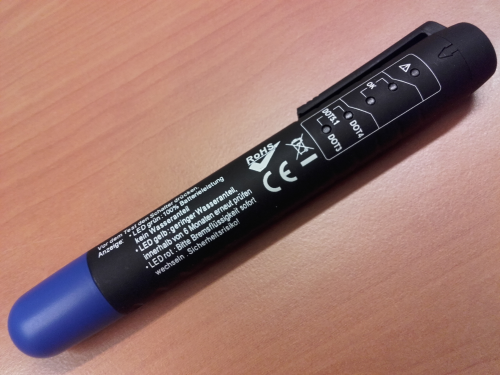 Vor dem Test den Schalter drücken.
Anzeige: • LED grün: 100% Batterieleistung
kein Wasseranteil
• LED gelb: geringer Wasseranteil,
innerhalb von 6 Monaten erneut prüfen
• LED rot: Bitte Bremsflüssigkeit sofort
wechseln. Sicherheitsrisiko!
RoHS
CE
DOT5.1
DOT4
DOT3
OK